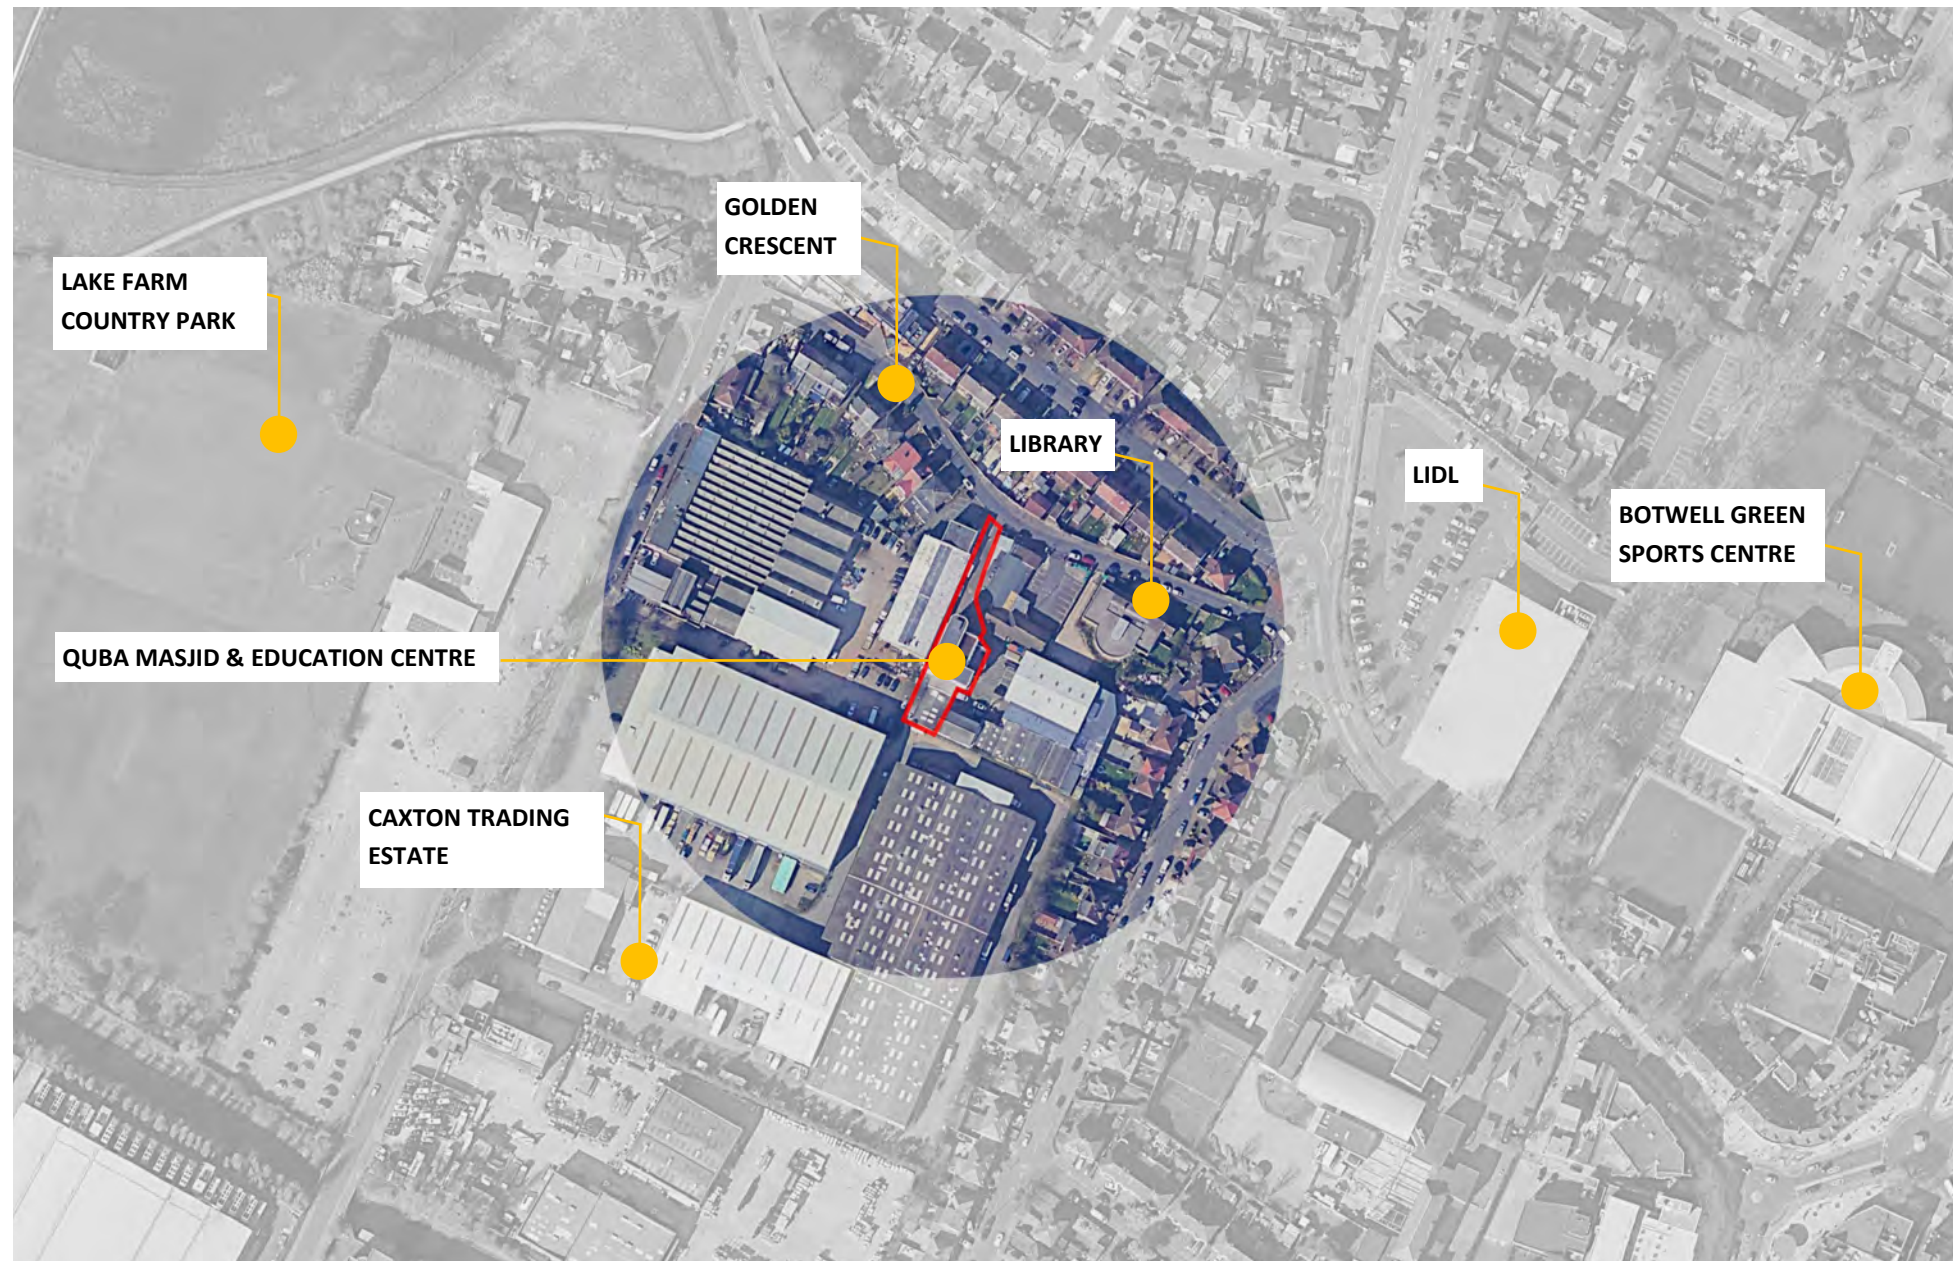 GOLDEN
CRESCENT
LAKE FARM
COUNTRY PARK
LIBRARY
LIDL
BOTWELL GREEN
SPORTS CENTRE
QUBA MASJID & EDUCATION CENTRE
CAXTON TRADING
ESTATE